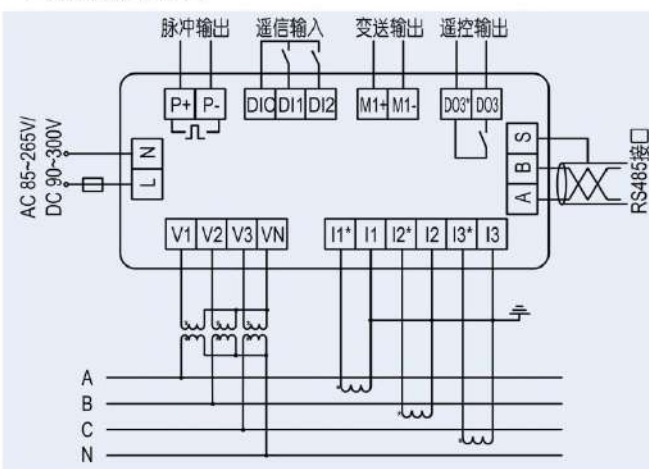 脉冲输出 遥信输入 变送输出 遥控输出
P+ P- DIC DI1 DI2 M1+ M1- DO3* DO3
AC 85~265V/
DC 90~300V
N
L
S
B
A
RS485接口
V1 V2 V3 VN I1* I1 I2* I2 I3* I3
A
B
C
N